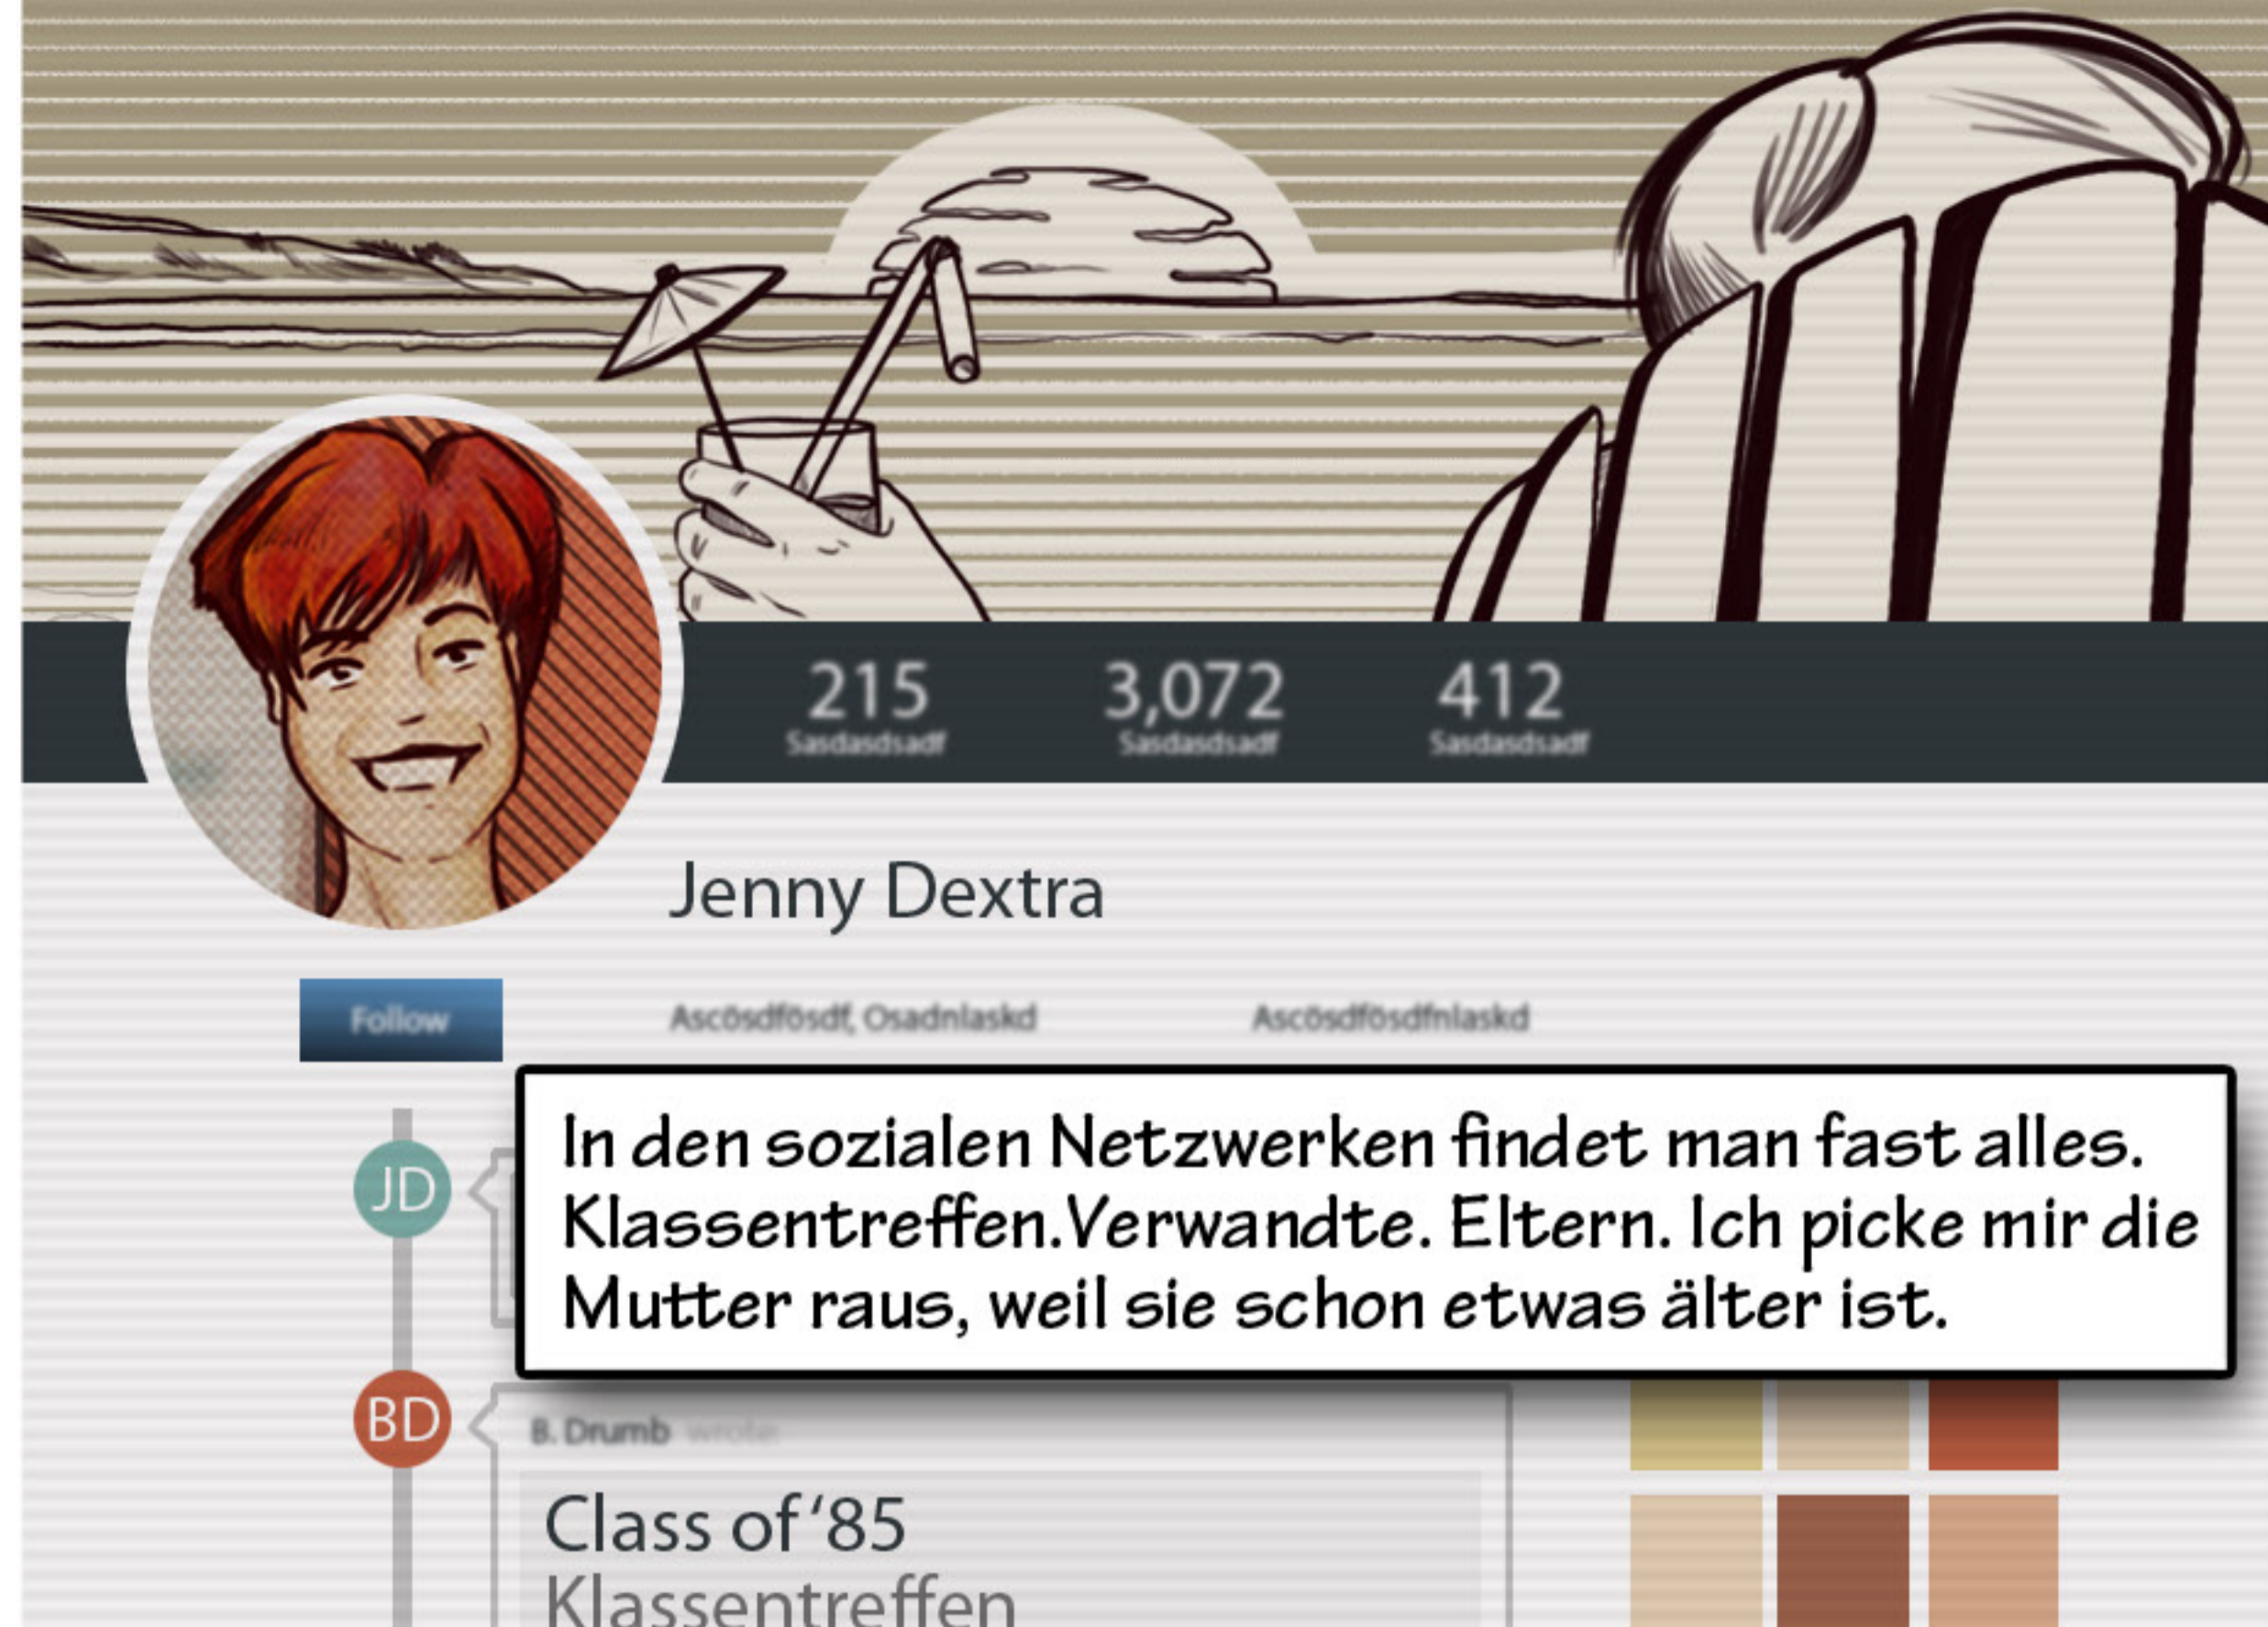 215 3,072 412
Sasdasdsadf Sasdasdsadf Sasdasdsadf
Jenny Dextra
Follow Ascösdfösdf, Osadnlaskd Ascösdfösdfnlaskd
In den sozialen Netzwerken findet man fast alles.
Klassentreffen.Verwandte. Eltern. Ich picke mir die
Mutter raus, weil sie schon etwas älter ist.
JD
BD
B. Drumb wrote:
Class of ‘85
Klassentreffen